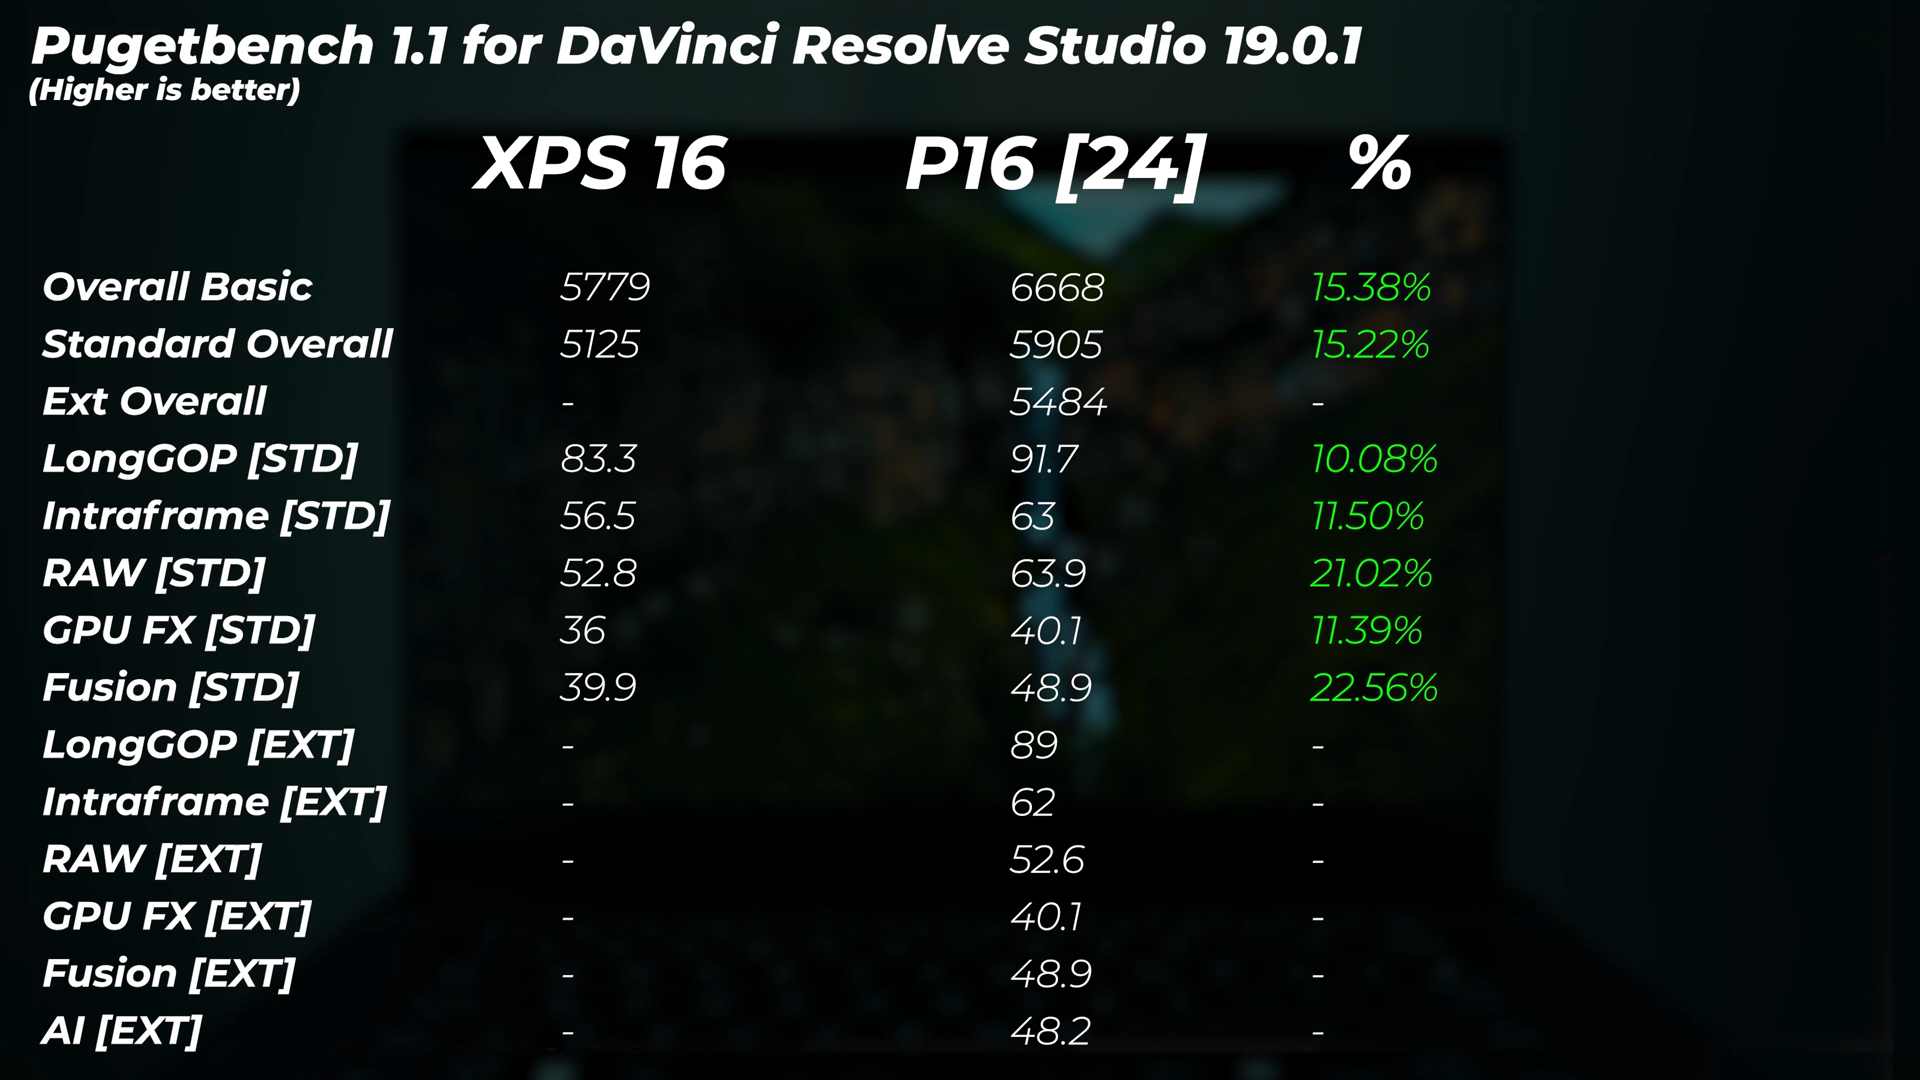 Pugetbench 1.1 for DaVinci Resolve Studio 19.0.1
(Higher is better)
XPS 16 P16 [24] %
Overall Basic 5779 6668 15.38%
Standard Overall 5125 5905 15.22%
Ext Overall - 5484 -
LongGOP [STD] 83.3 91.7 10.08%
Intraframe [STD] 56.5 63 11.50%
RAW [STD] 52.8 63.9 21.02%
GPU FX [STD] 36 40.1 11.39%
Fusion [STD] 39.9 48.9 22.56%
LongGOP [EXT] - 89 -
Intraframe [EXT] - 62 -
RAW [EXT] - 52.6 -
GPU FX [EXT] - 40.1 -
Fusion [EXT] - 48.9 -
AI [EXT] - 48.2 -